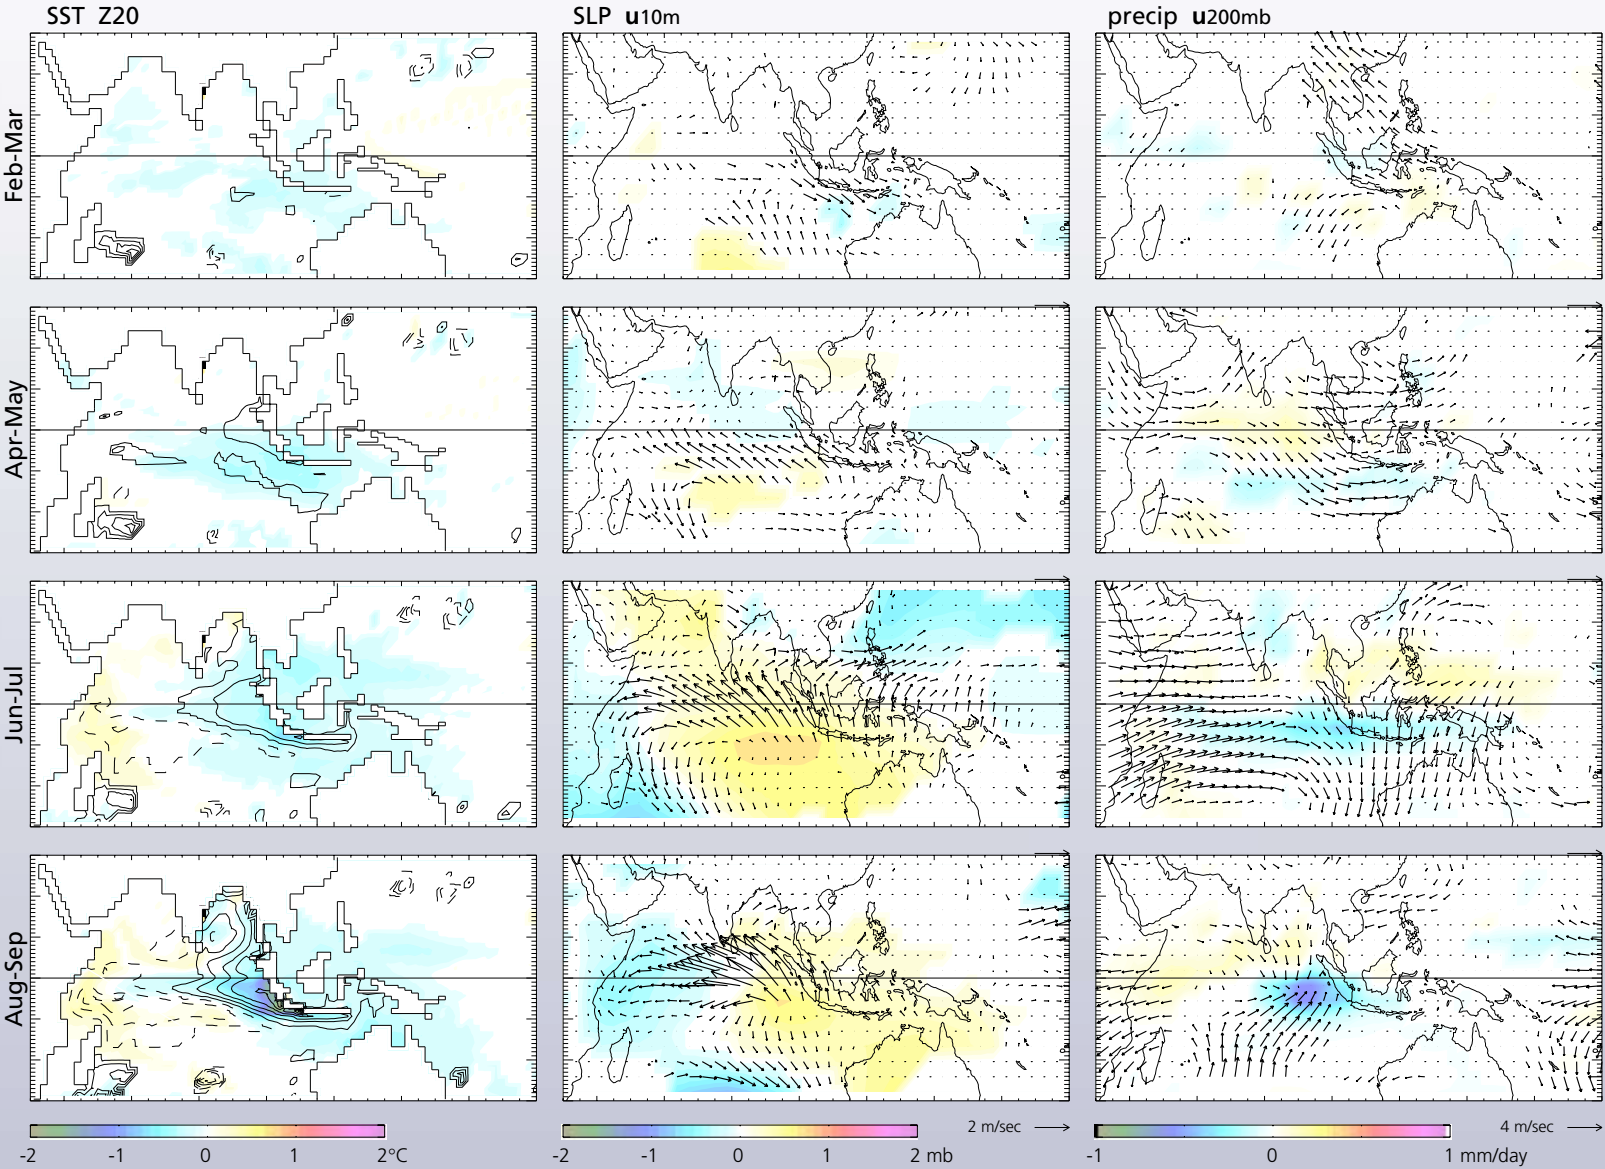 SST Z20
SLP u10m
precip u200mb
Feb-Mar
Apr-May
Jun-Jul
Aug-Sep
-2 -1 0 1 2°C
2 m/sec
-2 -1 0 1 2 mb
4 m/sec
-1 0 1 mm/day